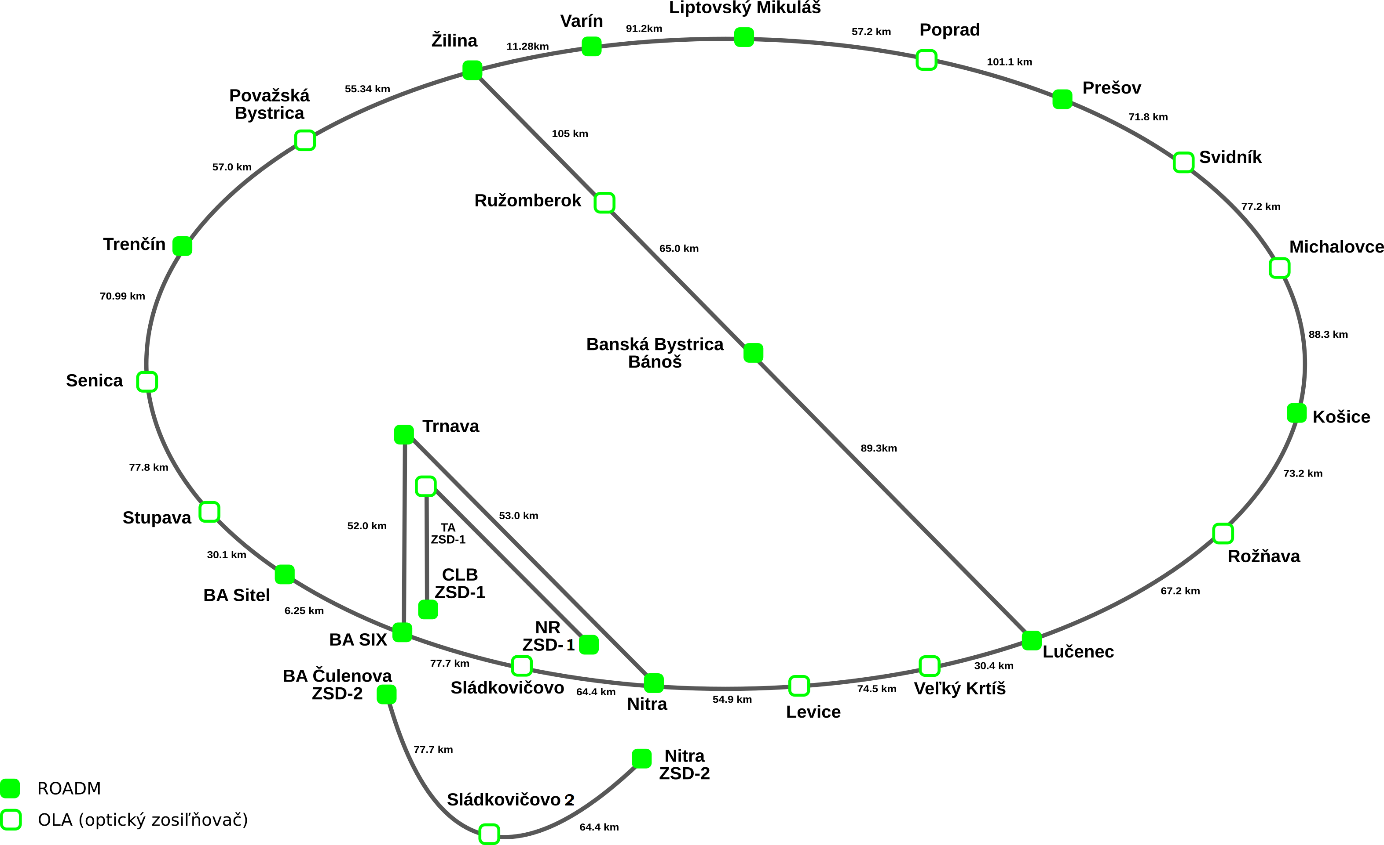 Liptovský Mikuláš
Varín
91.2km
57.2 km
Poprad
Žilina
11.28km
101.1 km
55.34 km
Prešov
Považská
Bystrica
71.8 km
105 km
57.0 km
Svidník
Ružomberok
77.2 km
Trenčín
65.0 km
Michalovce
70.99 km
88.3 km
Banská Bystrica
Bánoš
Senica
Košice
Trnava
89.3km
77.8 km
73.2 km
Stupava
52.0 km
53.0 km
TA
ZSD-1
30.1 km
Rožňava
CLB
ZSD-1
BA Sitel
67.2 km
6.25 km
NR
ZSD-1
BA SIX
Lučenec
77.7 km
30.4 km
BA Čulenova
ZSD-2
Sládkovičovo
64.4 km
Nitra
54.9 km
74.5 km
Veľký Krtíš
Levice
77.7 km
Nitra
ZSD-2
ROADM
Sládkovičovo 2
OLA (optický zosiľňovač)
64.4 km